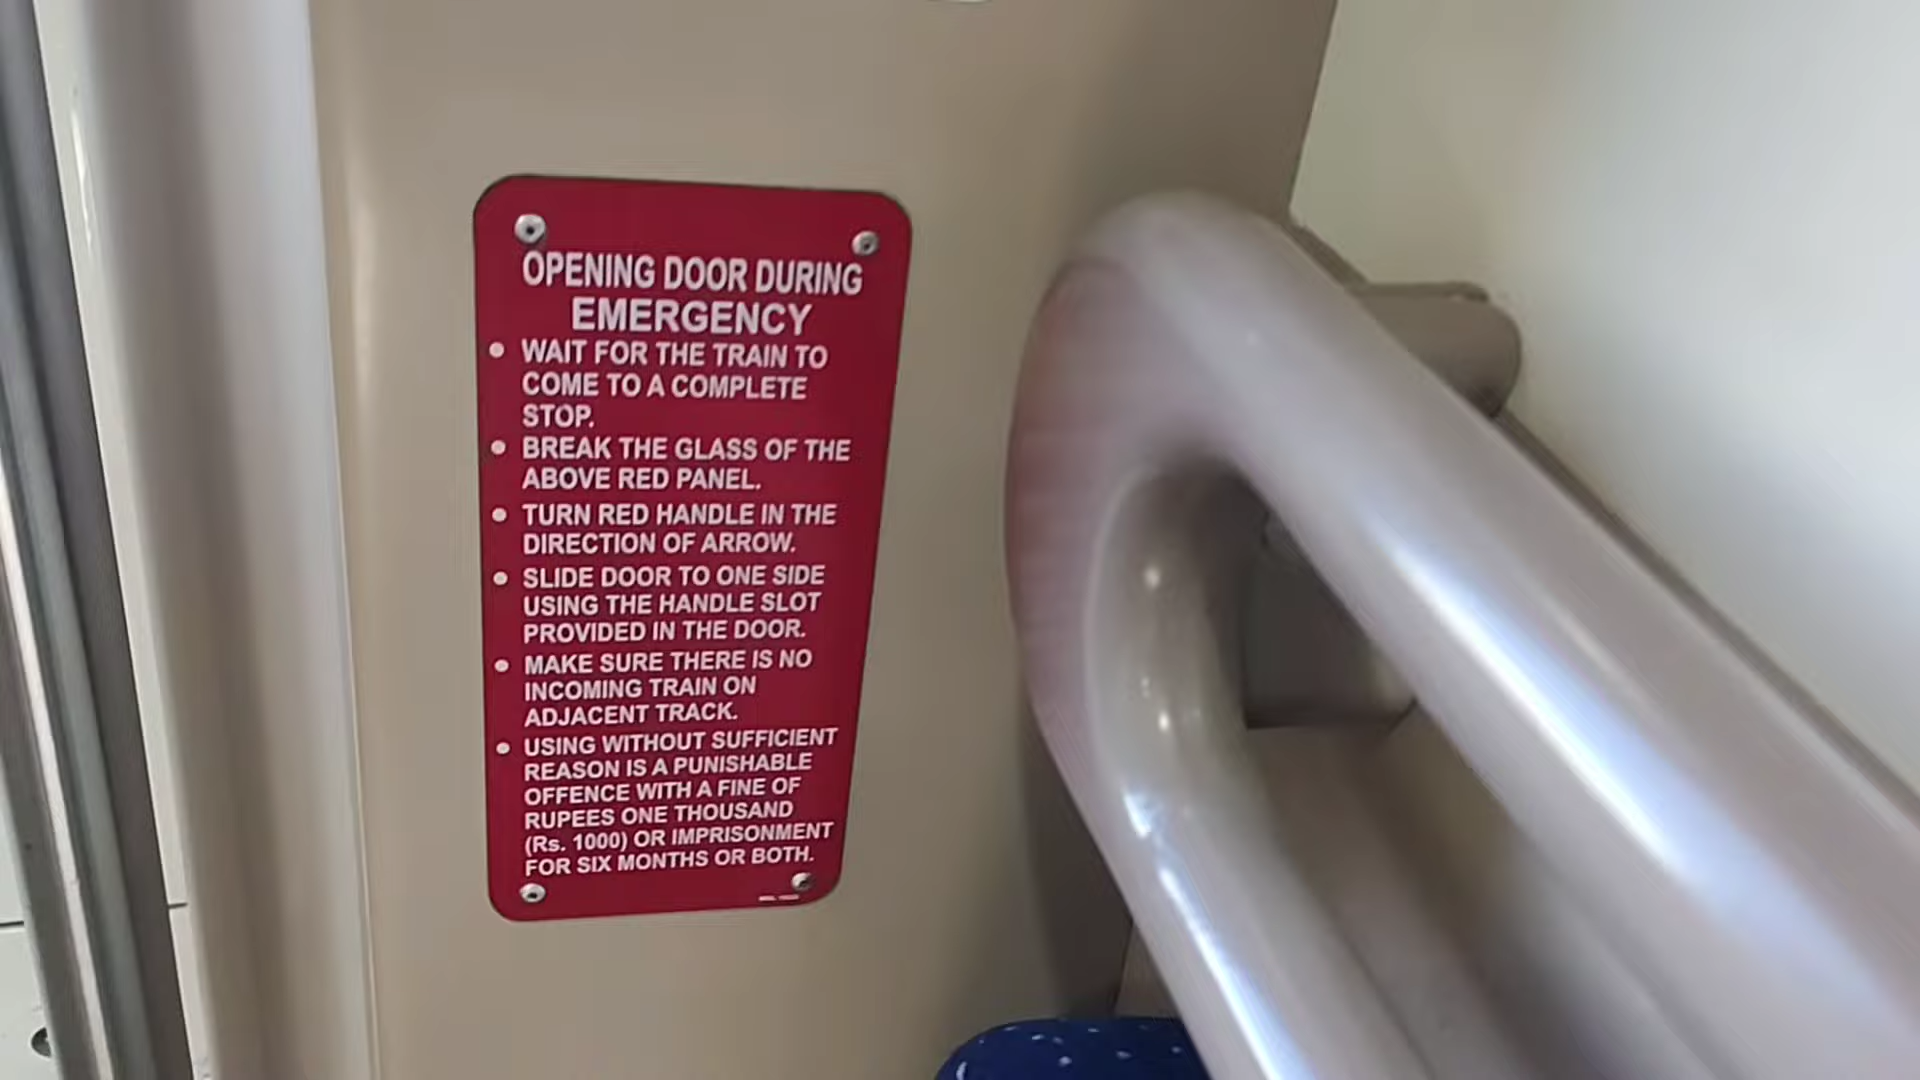 OPENING DOOR DURING
EMERGENCY
• WAIT FOR THE TRAIN TO
COME TO A COMPLETE
STOP.
• BREAK THE GLASS OF THE
ABOVE RED PANEL.
• TURN RED HANDLE IN THE
DIRECTION OF ARROW.
• SLIDE DOOR TO ONE SIDE
USING THE HANDLE SLOT
PROVIDED IN THE DOOR.
• MAKE SURE THERE IS NO
INCOMING TRAIN ON
ADJACENT TRACK.
• USING WITHOUT SUFFICIENT
REASON IS A PUNISHABLE
OFFENCE WITH A FINE OF
RUPEES ONE THOUSAND
(Rs. 1000) OR IMPRISONMENT
FOR SIX MONTHS OR BOTH.